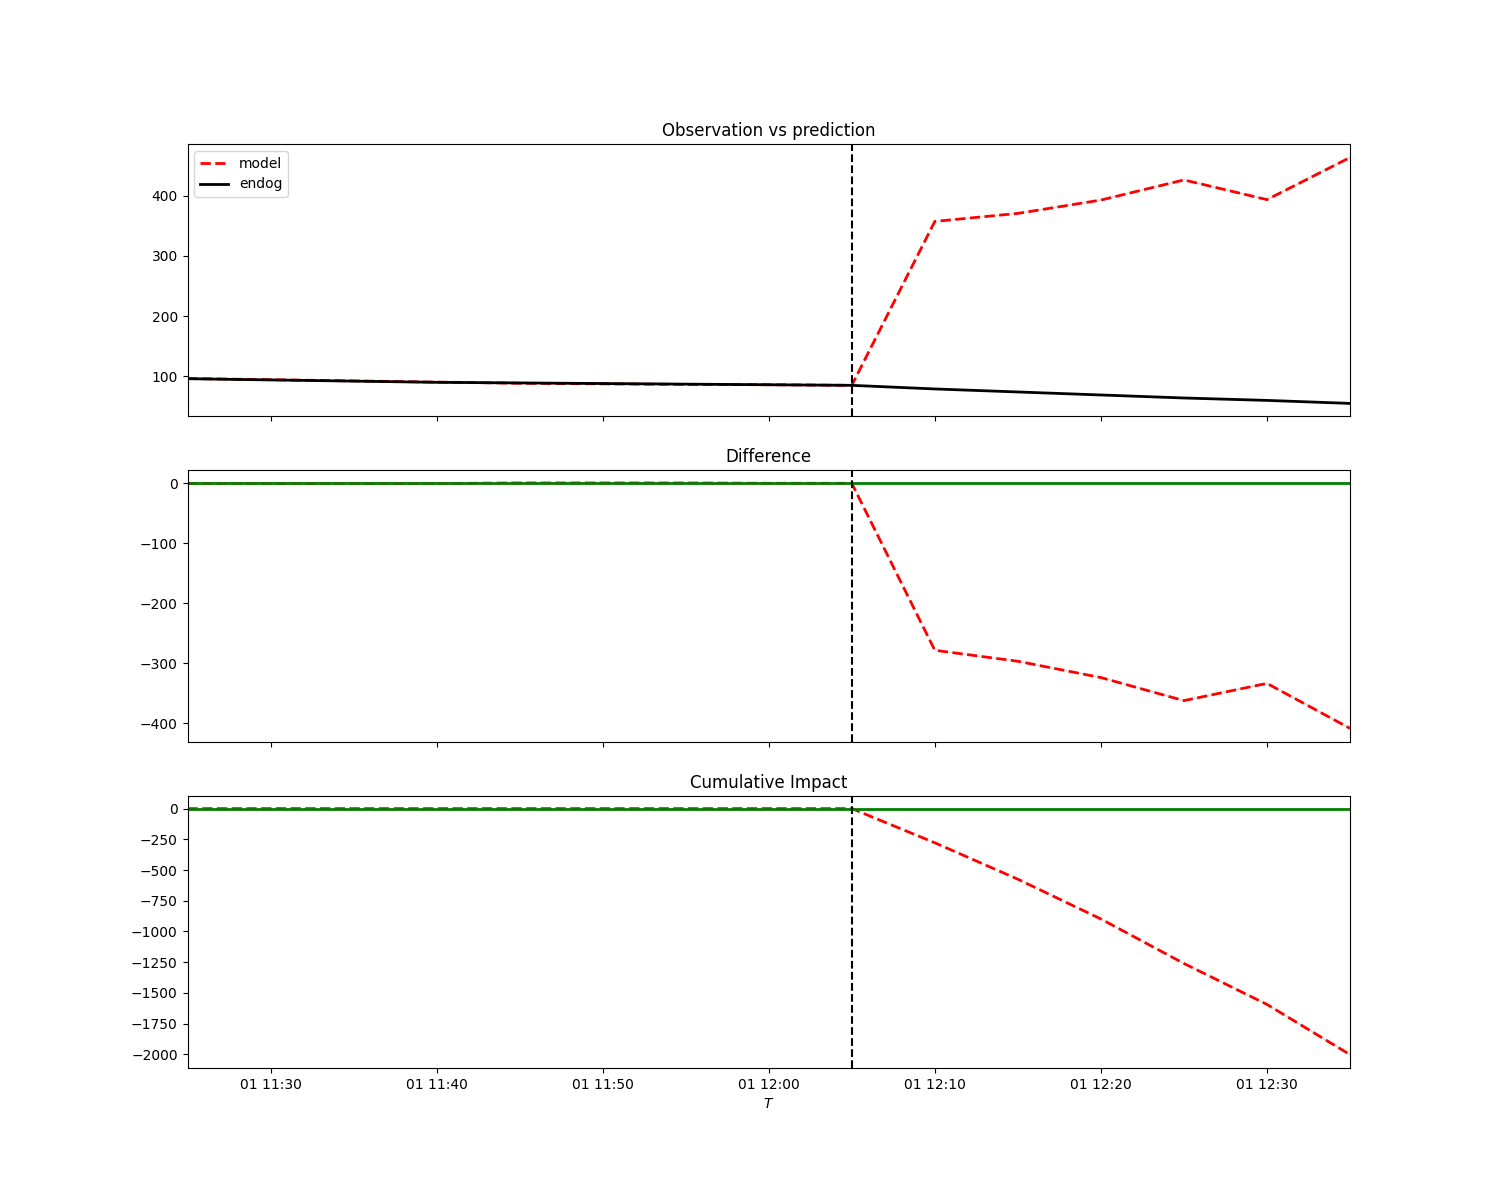 Observation vs prediction
model
endog
400
300
200
100
Difference
0
−100
−200
−300
−400
Cumulative Impact
0
−250
−500
−750
−1000
−1250
−1500
−1750
−2000
01 11:30 01 11:40 01 11:50 01 12:00 01 12:10 01 12:20 01 12:30
T